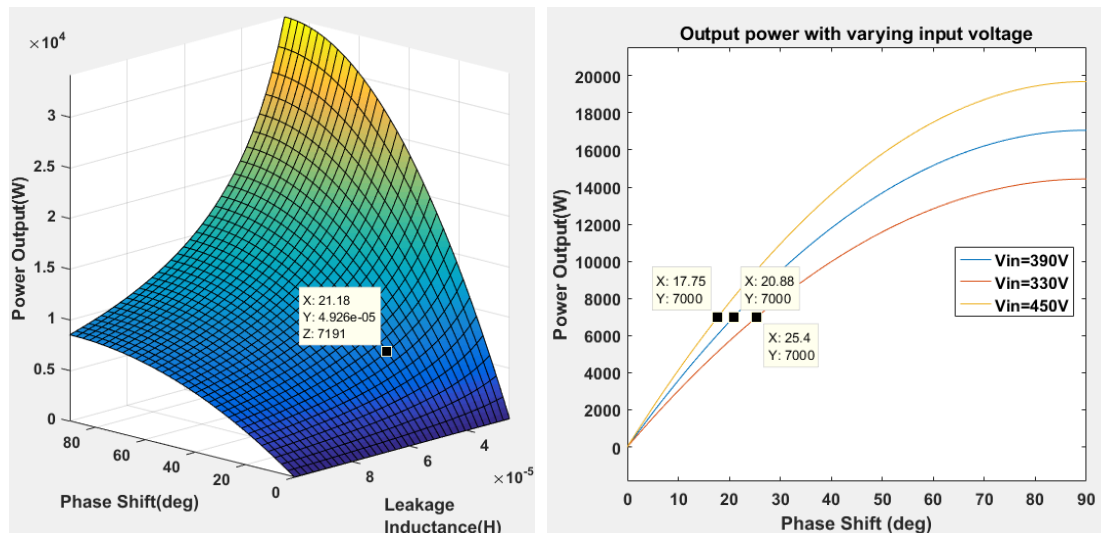 ×10⁴
3
2.5
2
1.5
1
0.5
0
Power Output(W)
X: 21.18
Y: 4.926e-05
Z: 7191
80
60
40
20
0
Phase Shift(deg)
8
6
4
×10⁻⁵
Leakage
Inductance(H)
Output power with varying input voltage
20000
18000
16000
14000
12000
10000
8000
6000
4000
2000
0
Power Output(W)
X: 17.75
Y: 7000
X: 20.88
Y: 7000
X: 25.4
Y: 7000
Vin=390V
Vin=330V
Vin=450V
0 10 20 30 40 50 60 70 80 90
Phase Shift (deg)